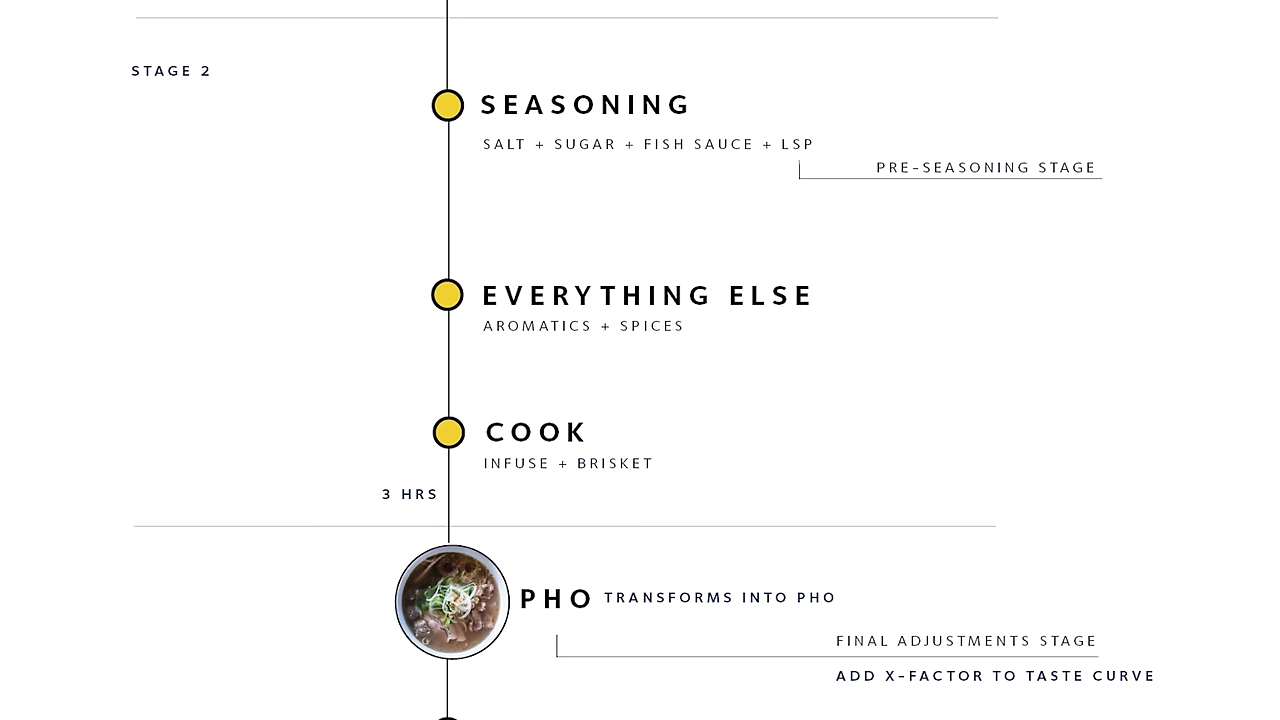 STAGE 2
SEASONING
SALT + SUGAR + FISH SAUCE + LSP
PRE-SEASONING STAGE
EVERYTHING ELSE
AROMATICS + SPICES
COOK
INFUSE + BRISKET
3 HRS
PHO TRANSFORMS INTO PHO
FINAL ADJUSTMENTS STAGE
ADD X-FACTOR TO TASTE CURVE